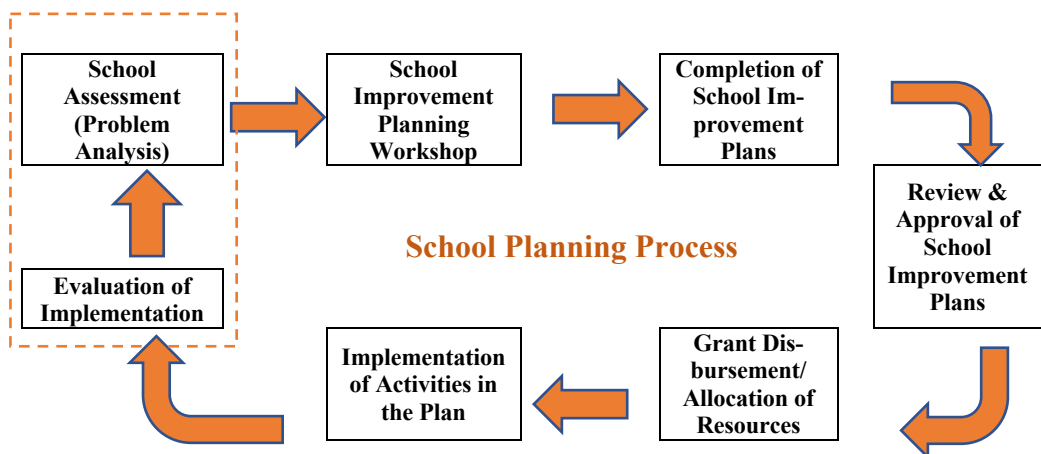 School
Assessment
(Problem
Analysis)
School
Improvement
Planning
Workshop
Completion of
School Im-
provement
Plans
Review &
Approval of
School
Improvement
Plans
School Planning Process
Evaluation of
Implementation
Implementation
of Activities in
the Plan
Grant Dis-
bursement/
Allocation of
Resources